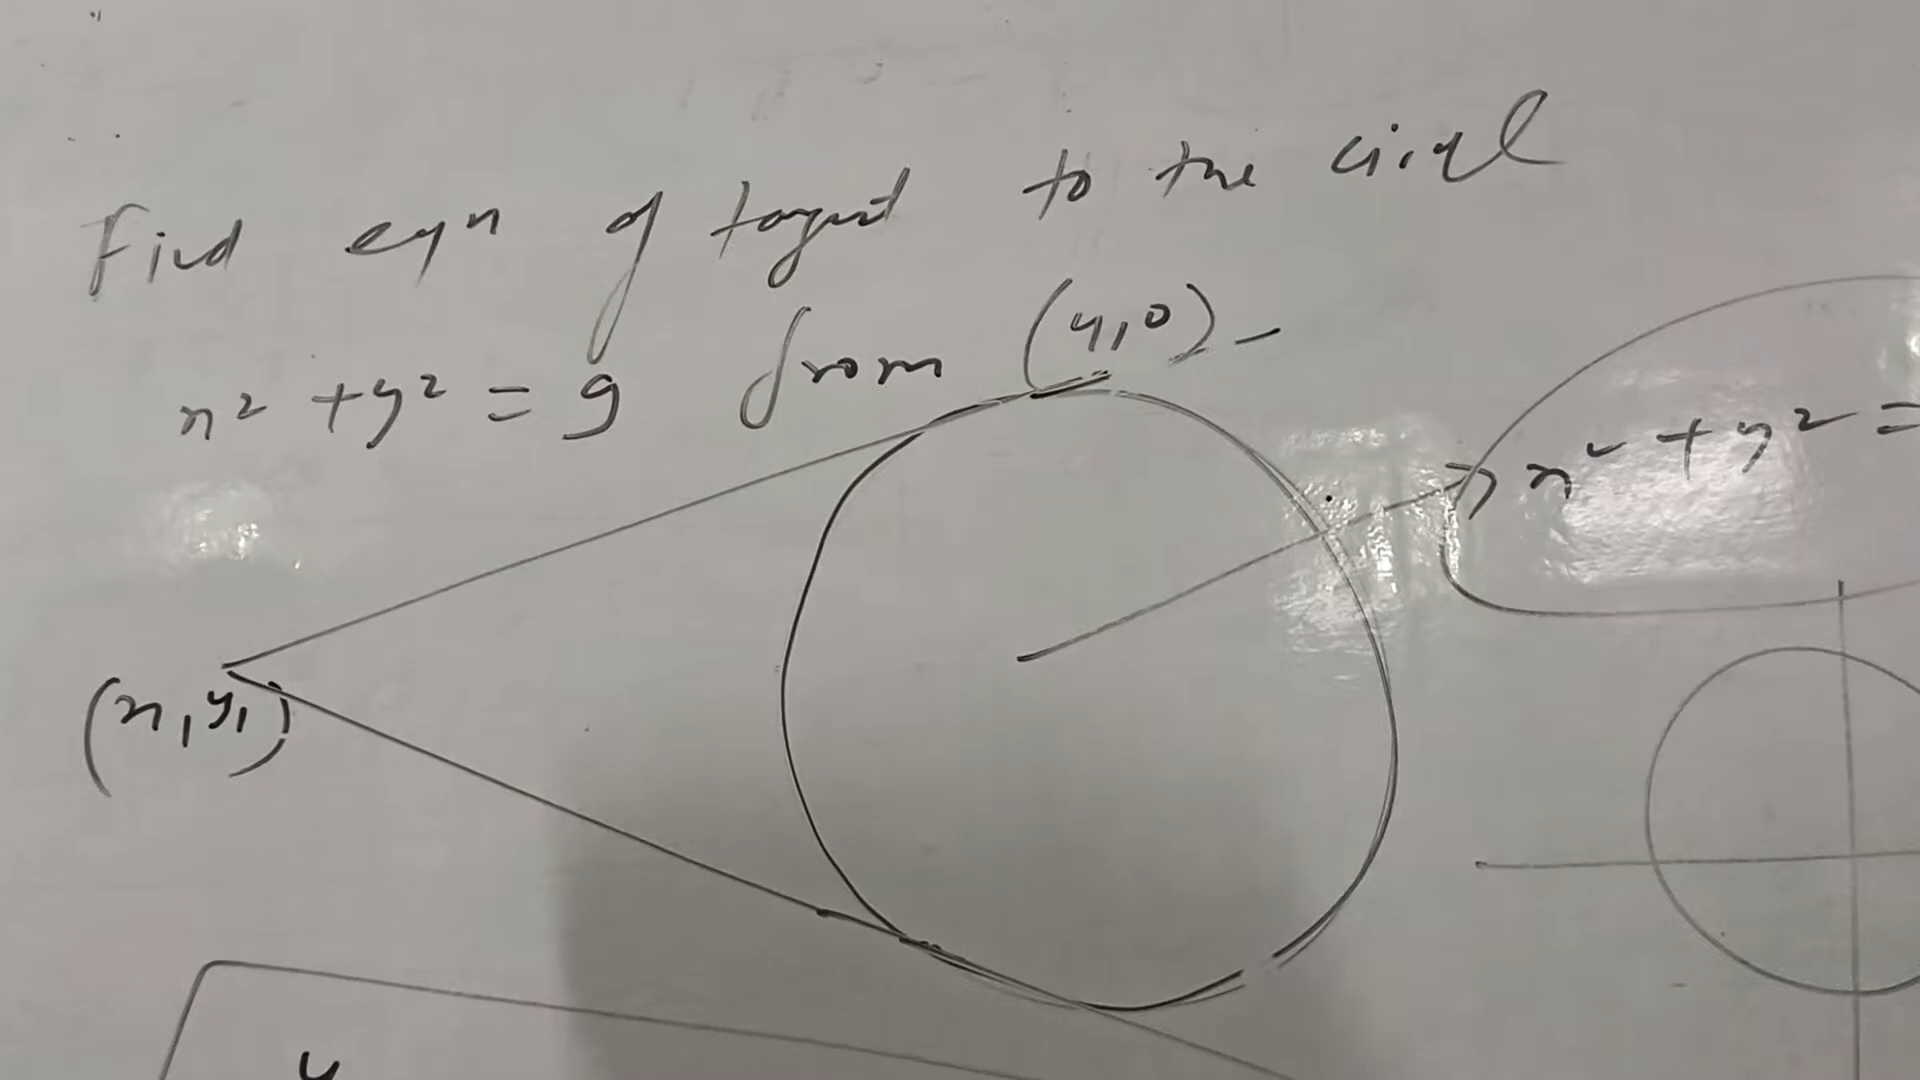 Find eqn of tangent to the circle
x² + y² = 9 from (4,0) -
x² + y² =
(x₁, y₁)
y